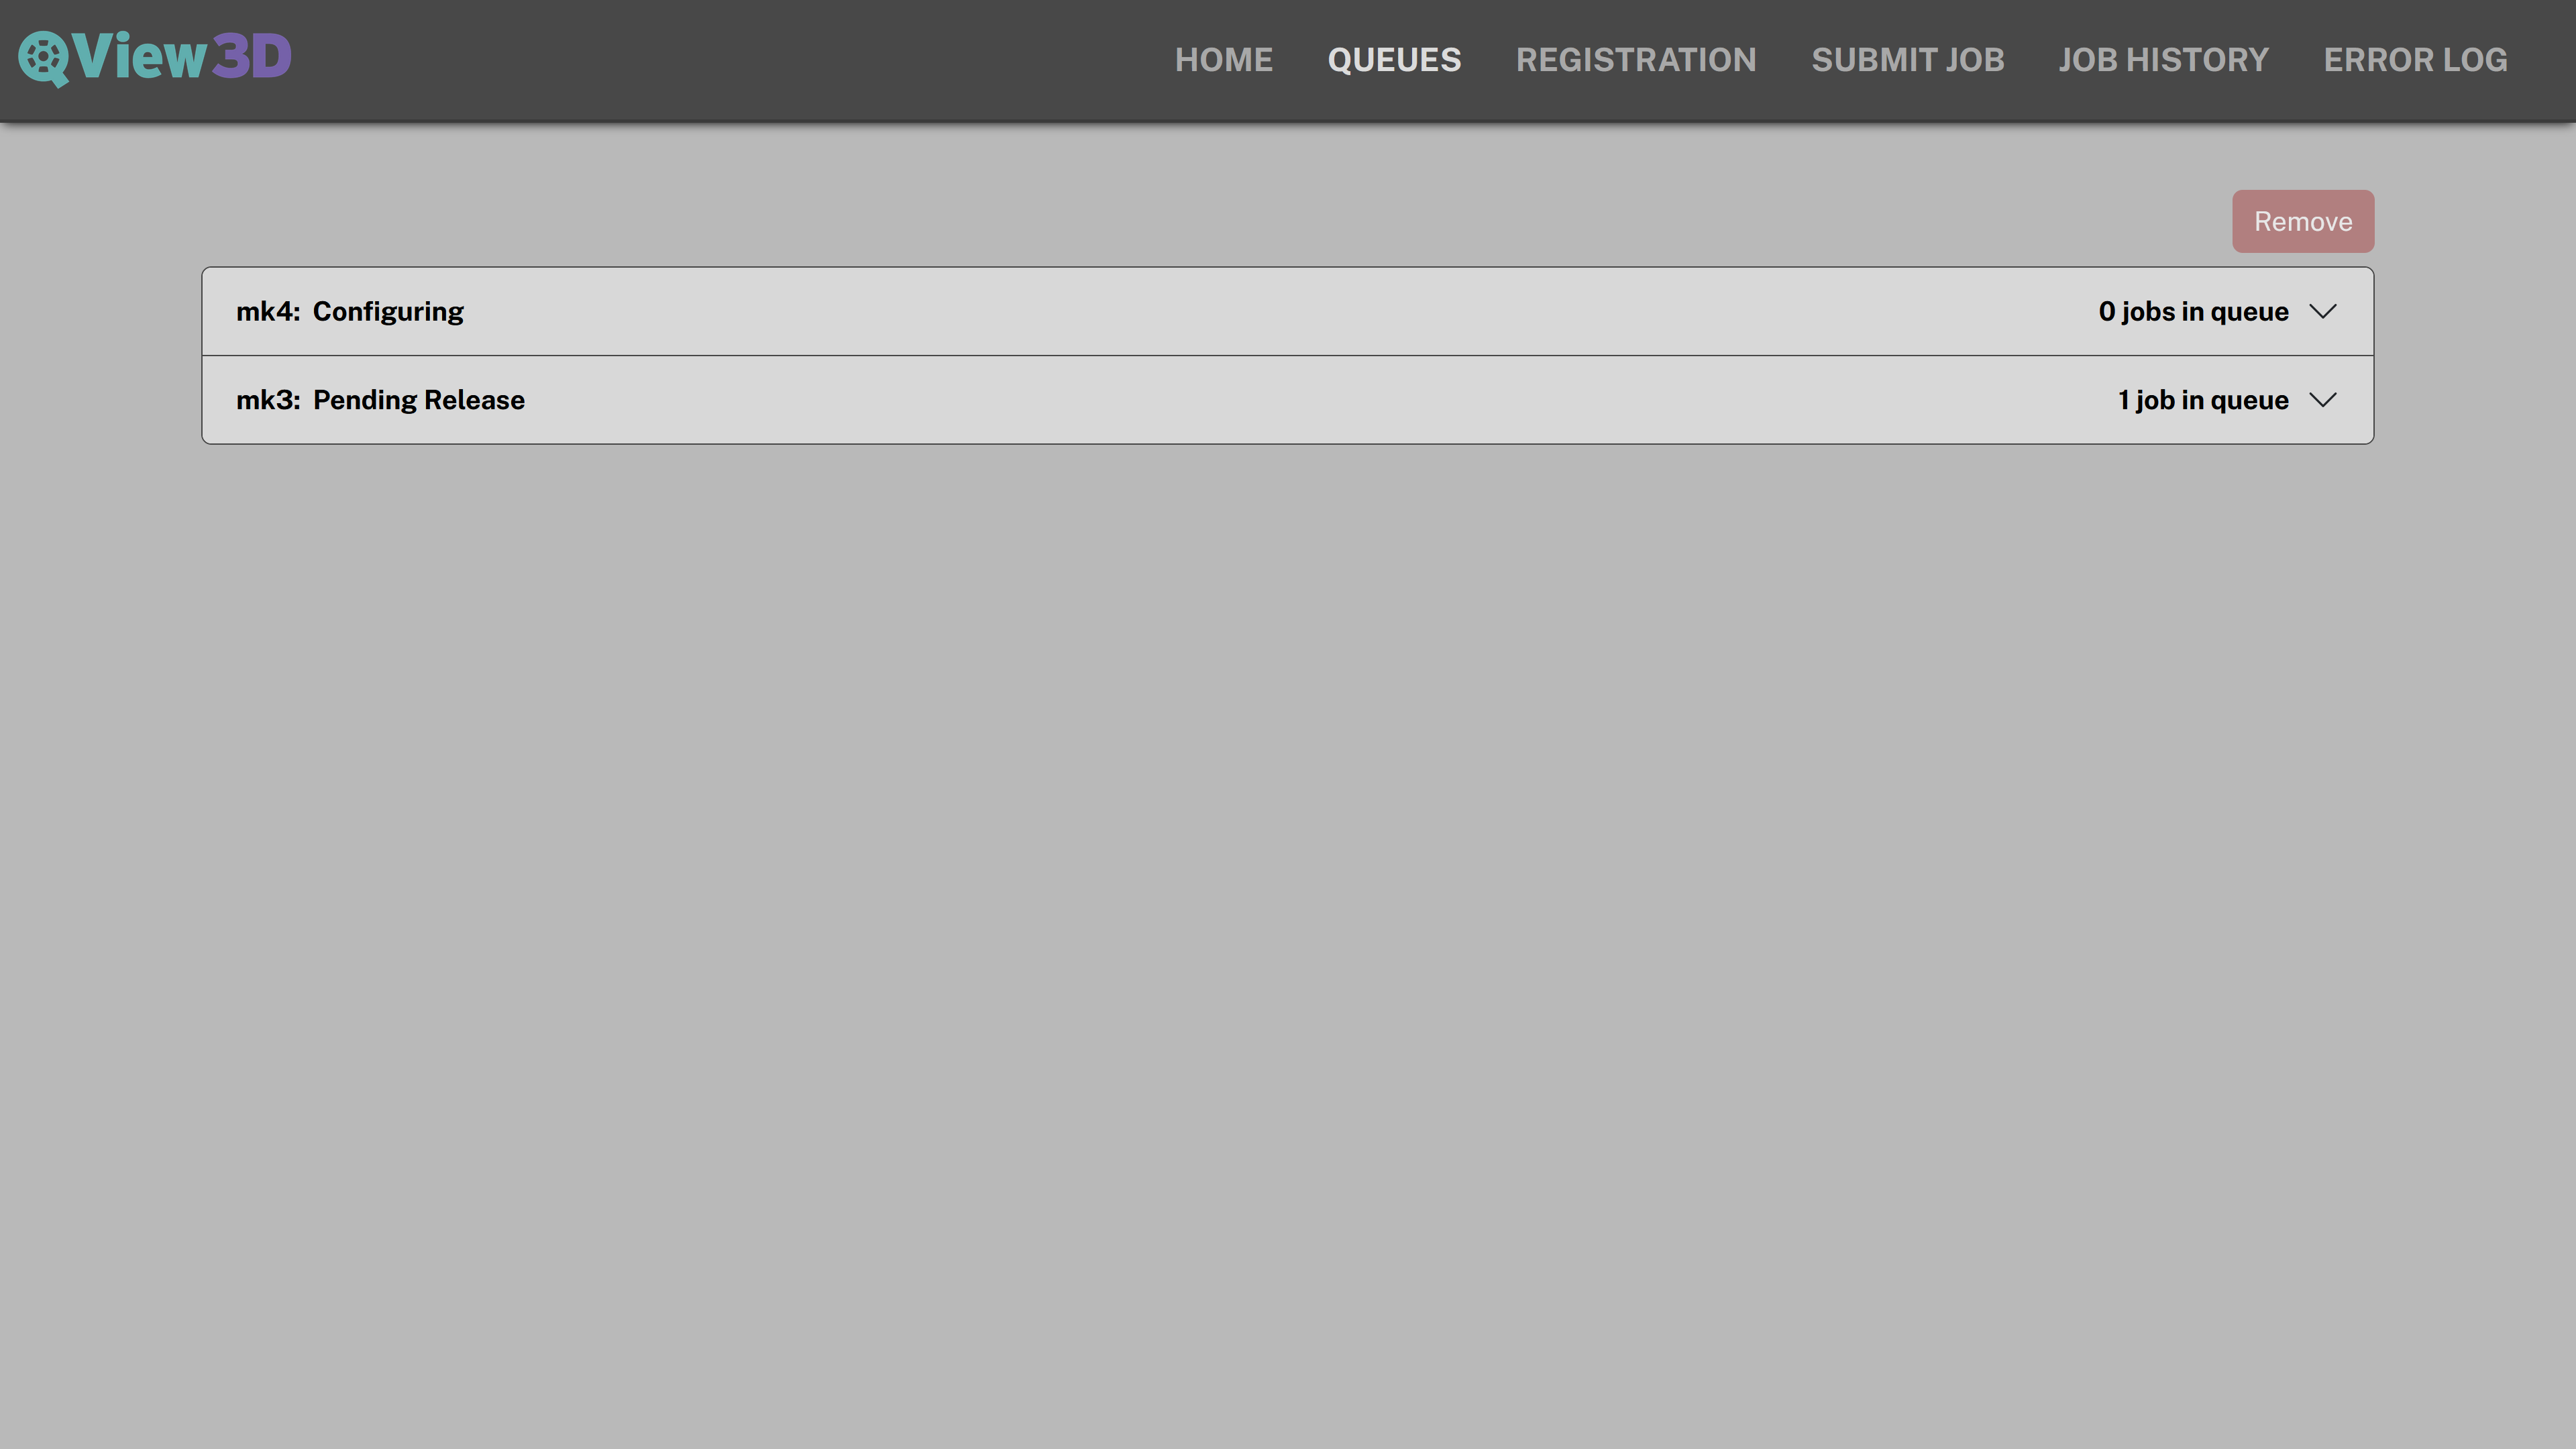 QView3D HOME QUEUES REGISTRATION SUBMIT JOB JOB HISTORY ERROR LOG
Remove
mk4: Configuring 0 jobs in queue
mk3: Pending Release 1 job in queue